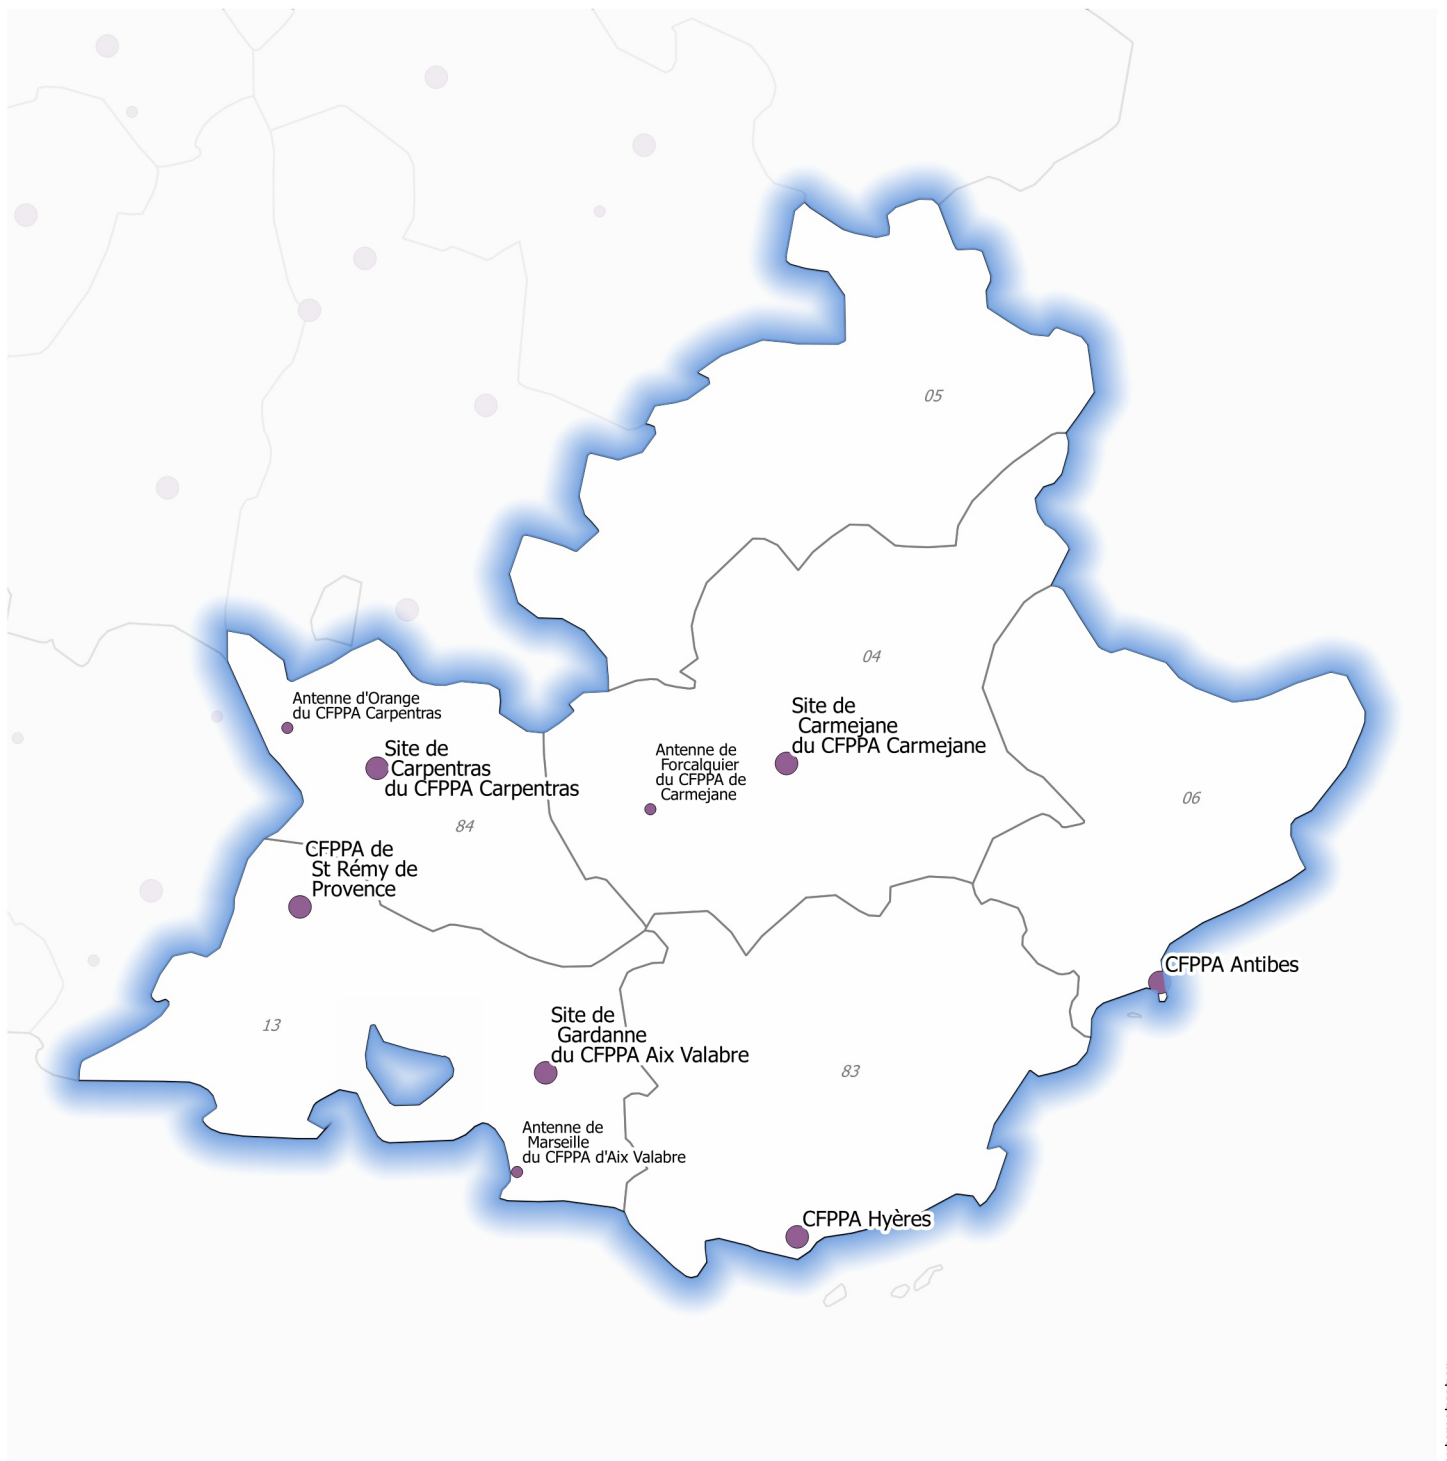 05
04
Antenne d'Orange
du CFPPA Carpentras
Site de
Carmejane
du CFPPA Carmejane
Site de
Carpentras
du CFPPA Carpentras
Antenne de
Forcalquier
du CFPPA de
Carmejane
06
84
CFPPA de
St Rémy de
Provence
CFPPA Antibes
13
Site de
Gardanne
du CFPPA Aix Valabre
83
Antenne de
Marseille
du CFPPA d'Aix Valabre
CFPPA Hyères